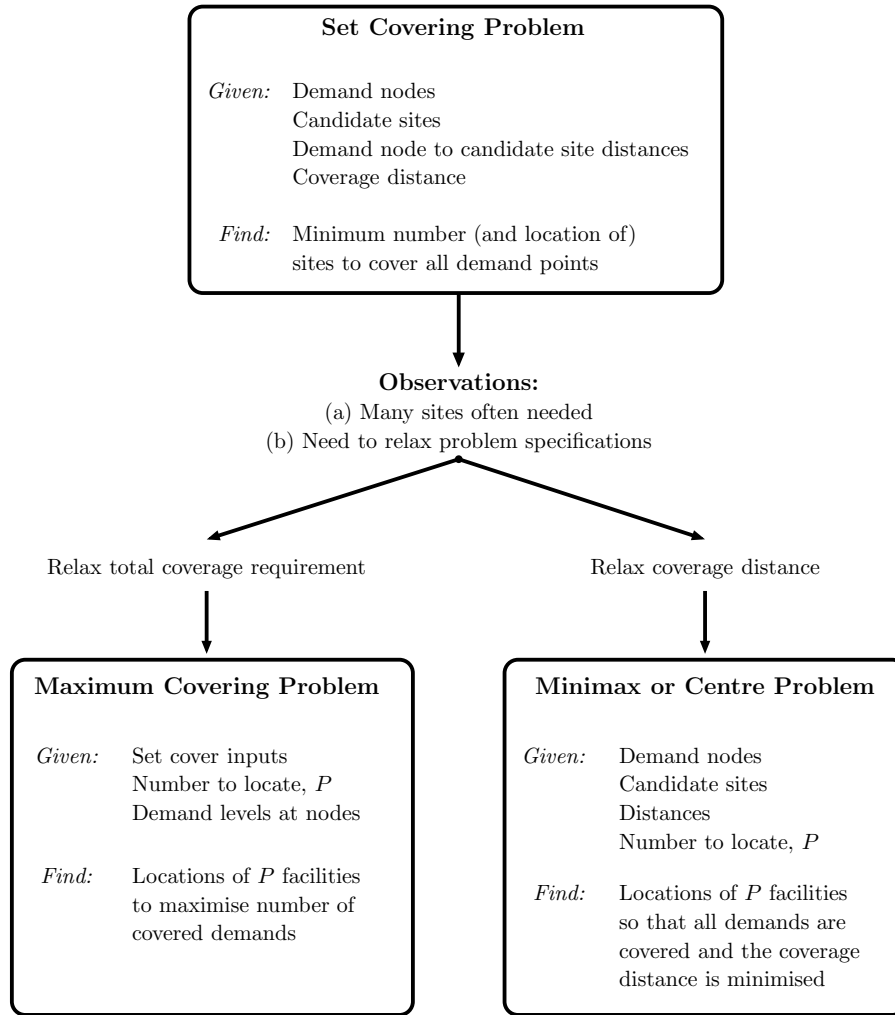 Set Covering Problem
Given: Demand nodes
Candidate sites
Demand node to candidate site distances
Coverage distance
Find: Minimum number (and location of)
sites to cover all demand points
Observations:
(a) Many sites often needed
(b) Need to relax problem specifications
Relax total coverage requirement
Relax coverage distance
Maximum Covering Problem
Given: Set cover inputs
Number to locate, P
Demand levels at nodes
Find: Locations of P facilities
to maximise number of
covered demands
Minimax or Centre Problem
Given: Demand nodes
Candidate sites
Distances
Number to locate, P
Find: Locations of P facilities
so that all demands are
covered and the coverage
distance is minimised